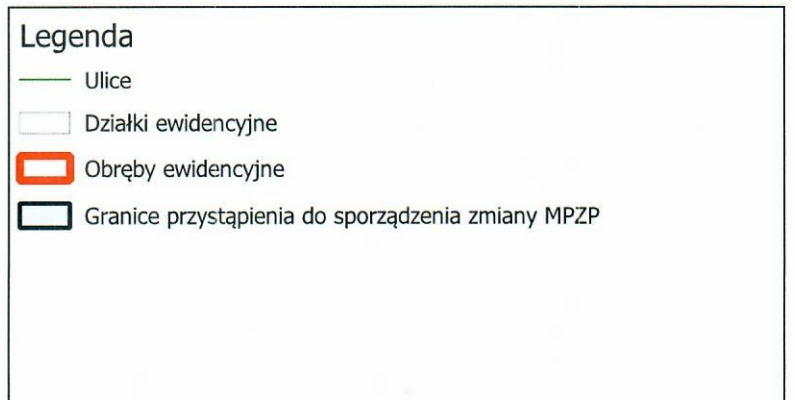 Legenda
Ulice
Działki ewidencyjne
Obręby ewidencyjne
Granice przystąpienia do sporządzenia zmiany MPZP